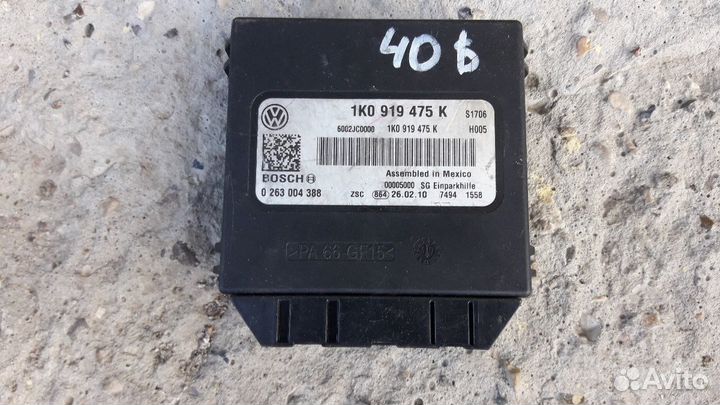 40 б
1K0 919 475 K S1706
6002JC0000 1K0 919 475 K H005
BOSCH
Assembled in Mexico
00005000 SG Einparkhilfe
0 263 004 388 ZSC 864 26.02.10 7494 1558
>PA 66-GF15<
Avito